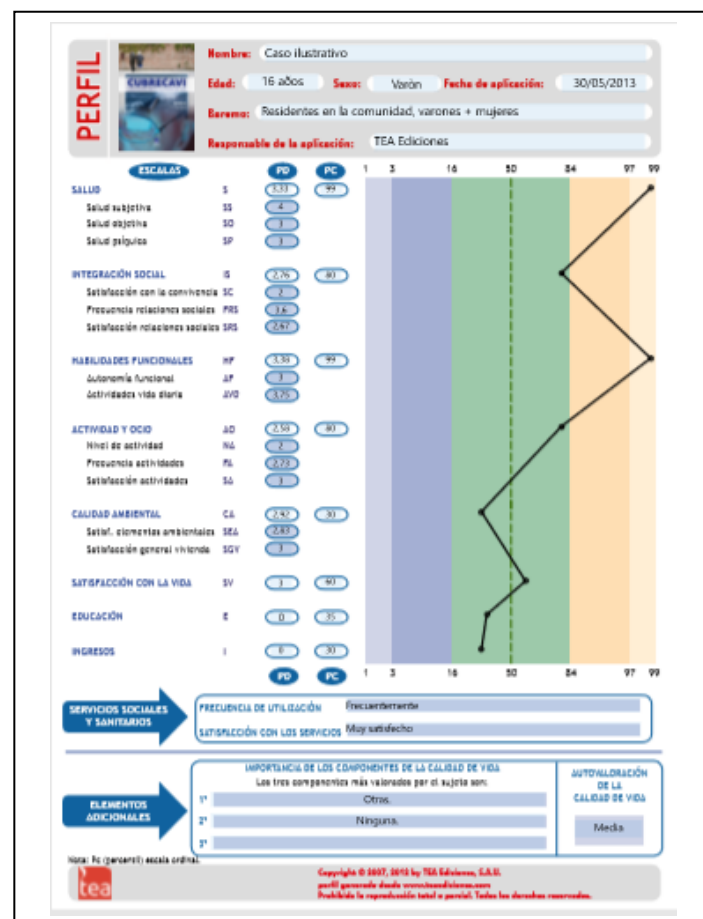 PERFIL
CUBRECAVI
Nombre: Caso ilustrativo
Edad: 16 años Sexo: Varón Fecha de aplicación: 30/05/2013
Baremo: Residentes en la comunidad, varones + mujeres
Responsable de la aplicación: TEA Ediciones
ESCALAS PD PC 1 3 16 50 84 97 99
SALUD S 3,33 99
Salud subjetiva SS 4
Salud objetiva SO 3
Salud psíquica SP 3
INTEGRACIÓN SOCIAL IS 2,76 80
Satisfacción con la convivencia SC 2
Frecuencia relaciones sociales FRS 3,6
Satisfacción relaciones sociales SRS 2,67
HABILIDADES FUNCIONALES HF 3,38 99
Autonomía funcional AF 3
Actividades vida diaria AVD 3,75
ACTIVIDAD Y OCIO AO 2,58 80
Nivel de actividad NA 2
Frecuencia actividades FA 2,73
Satisfacción actividades SA 3
CALIDAD AMBIENTAL CA 2,92 30
Satisf. elementos ambientales SEA 2,83
Satisfacción general vivienda SGV 3
SATISFACCIÓN CON LA VIDA SV 3 60
EDUCACIÓN E 0 35
INGRESOS I 0 30
PD PC 1 3 16 50 84 97 99
SERVICIOS SOCIALES Y SANITARIOS
FRECUENCIA DE UTILIZACIÓN Frecuentemente
SATISFACCIÓN CON LOS SERVICIOS Muy satisfecho
ELEMENTOS ADICIONALES
IMPORTANCIA DE LOS COMPONENTES DE LA CALIDAD DE VIDA
Los tres componentes más valorados por el sujeto son:
1º Otras.
2º Ninguna.
3º
AUTOVALORACIÓN
DE LA
CALIDAD DE VIDA
Media
Nota: Pc (percentil) escala ordinal.
tea
Copyright © 2007, 2012 by TEA Ediciones, S.A.U.
perfil generado desde www.teaediciones.com
Prohibida la reproducción total o parcial. Todos los derechos reservados.